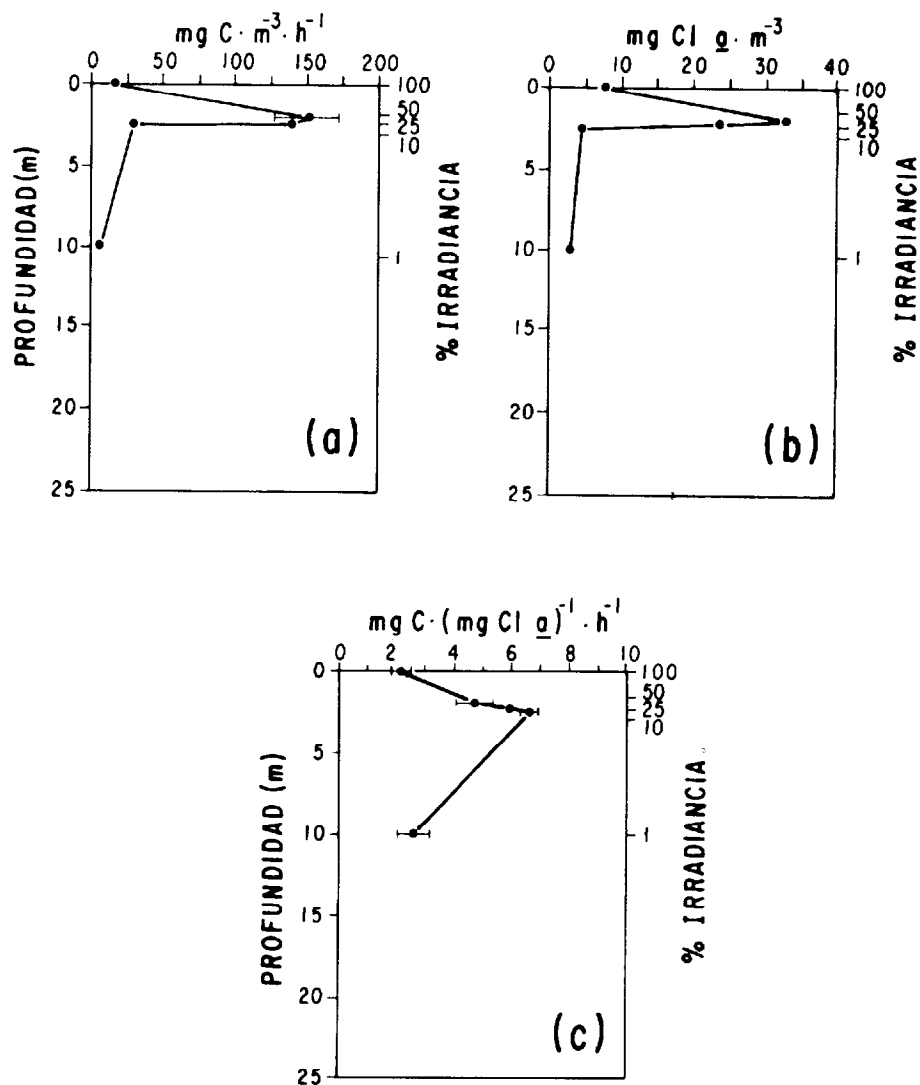 mg C · m⁻³ · h⁻¹
0 50 100 150 200
PROFUNDIDAD (m)
0
5
10
15
20
25
100
50
25
10
1
% IRRADIANCIA
(a)
mg Cl a · m⁻³
0 10 20 30 40
0
5
10
15
20
25
100
50
25
10
1
% IRRADIANCIA
(b)
mg C · (mg Cl a)⁻¹ · h⁻¹
0 2 4 6 8 10
PROFUNDIDAD (m)
0
5
10
15
20
25
100
50
25
10
1
% IRRADIANCIA
(c)